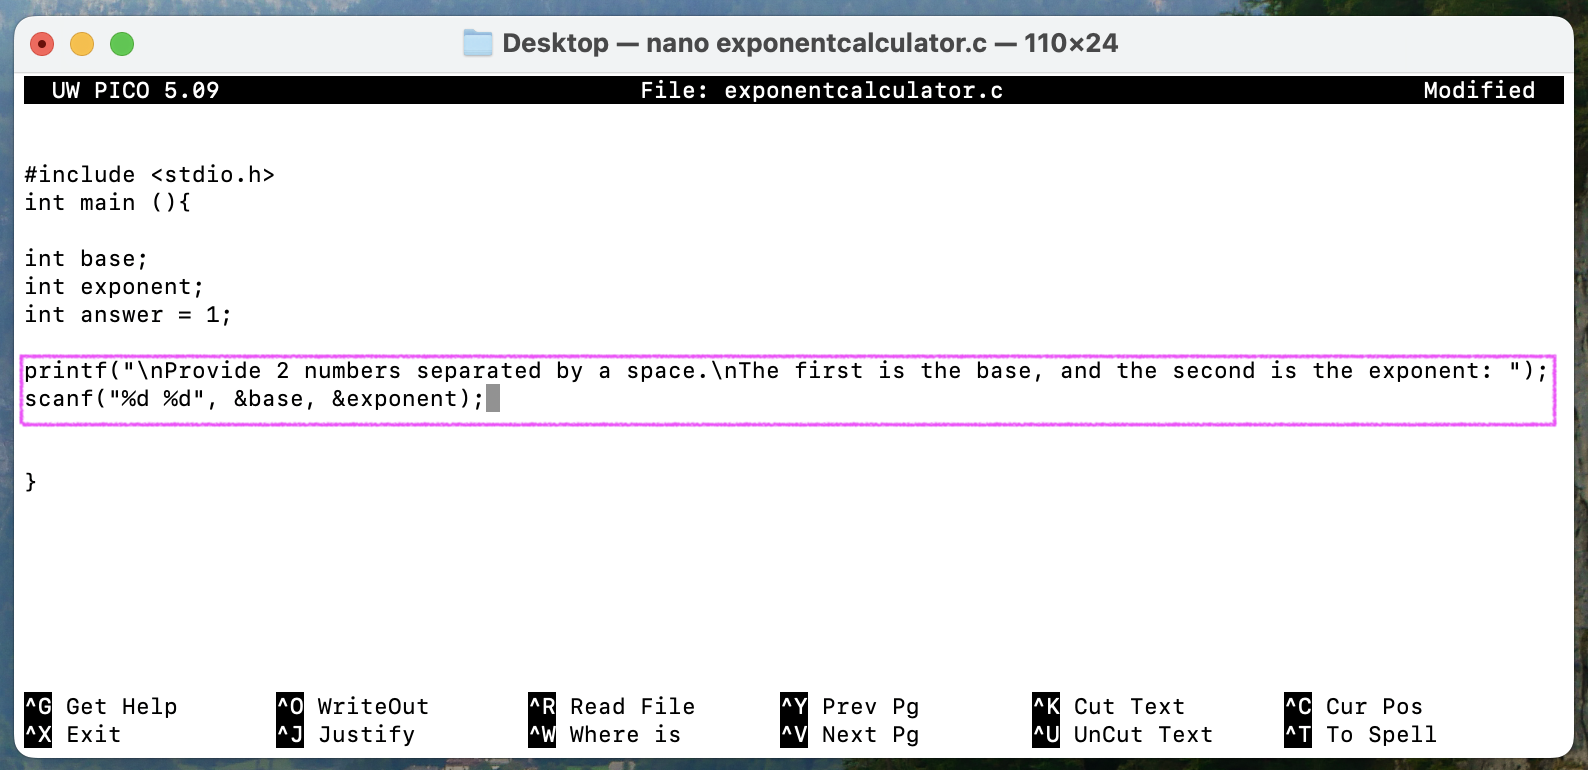 Desktop — nano exponentcalculator.c — 110×24
UW PICO 5.09 File: exponentcalculator.c Modified
#include <stdio.h>
int main (){
int base;
int exponent;
int answer = 1;
printf("\nProvide 2 numbers separated by a space.\nThe first is the base, and the second is the exponent: ");
scanf("%d %d", &base, &exponent);
}
^G Get Help ^O WriteOut ^R Read File ^Y Prev Pg ^K Cut Text ^C Cur Pos
^X Exit ^J Justify ^W Where is ^V Next Pg ^U UnCut Text ^T To Spell